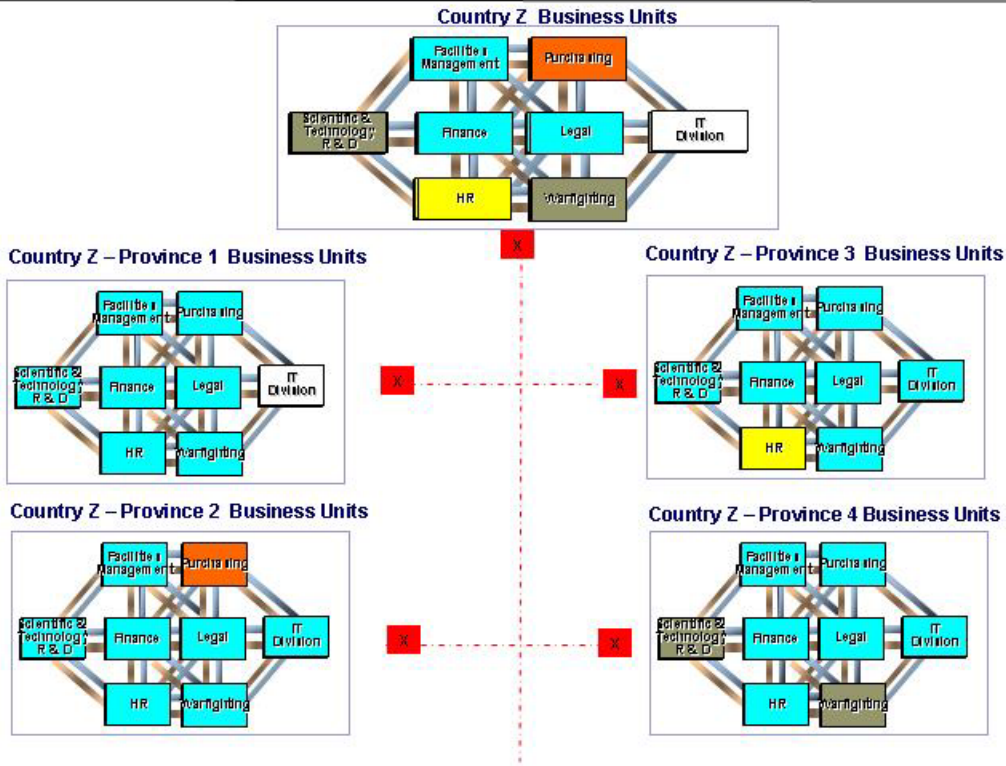 Country Z Business Units
Facilities
Management
Purchasing
Scientific &
Technology
R & D
Finance
Legal
IT
Division
HR
Warfighting
X
Country Z – Province 1 Business Units
Facilities
Management
Purchasing
Scientific &
Technology
R & D
Finance
Legal
IT
Division
HR
Warfighting
Country Z – Province 3 Business Units
Facilities
Management
Purchasing
Scientific &
Technology
R & D
Finance
Legal
IT
Division
HR
Warfighting
X
X
Country Z – Province 2 Business Units
Facilities
Management
Purchasing
Scientific &
Technology
R & D
Finance
Legal
IT
Division
HR
Warfighting
Country Z – Province 4 Business Units
Facilities
Management
Purchasing
Scientific &
Technology
R & D
Finance
Legal
IT
Division
HR
Warfighting
X
X